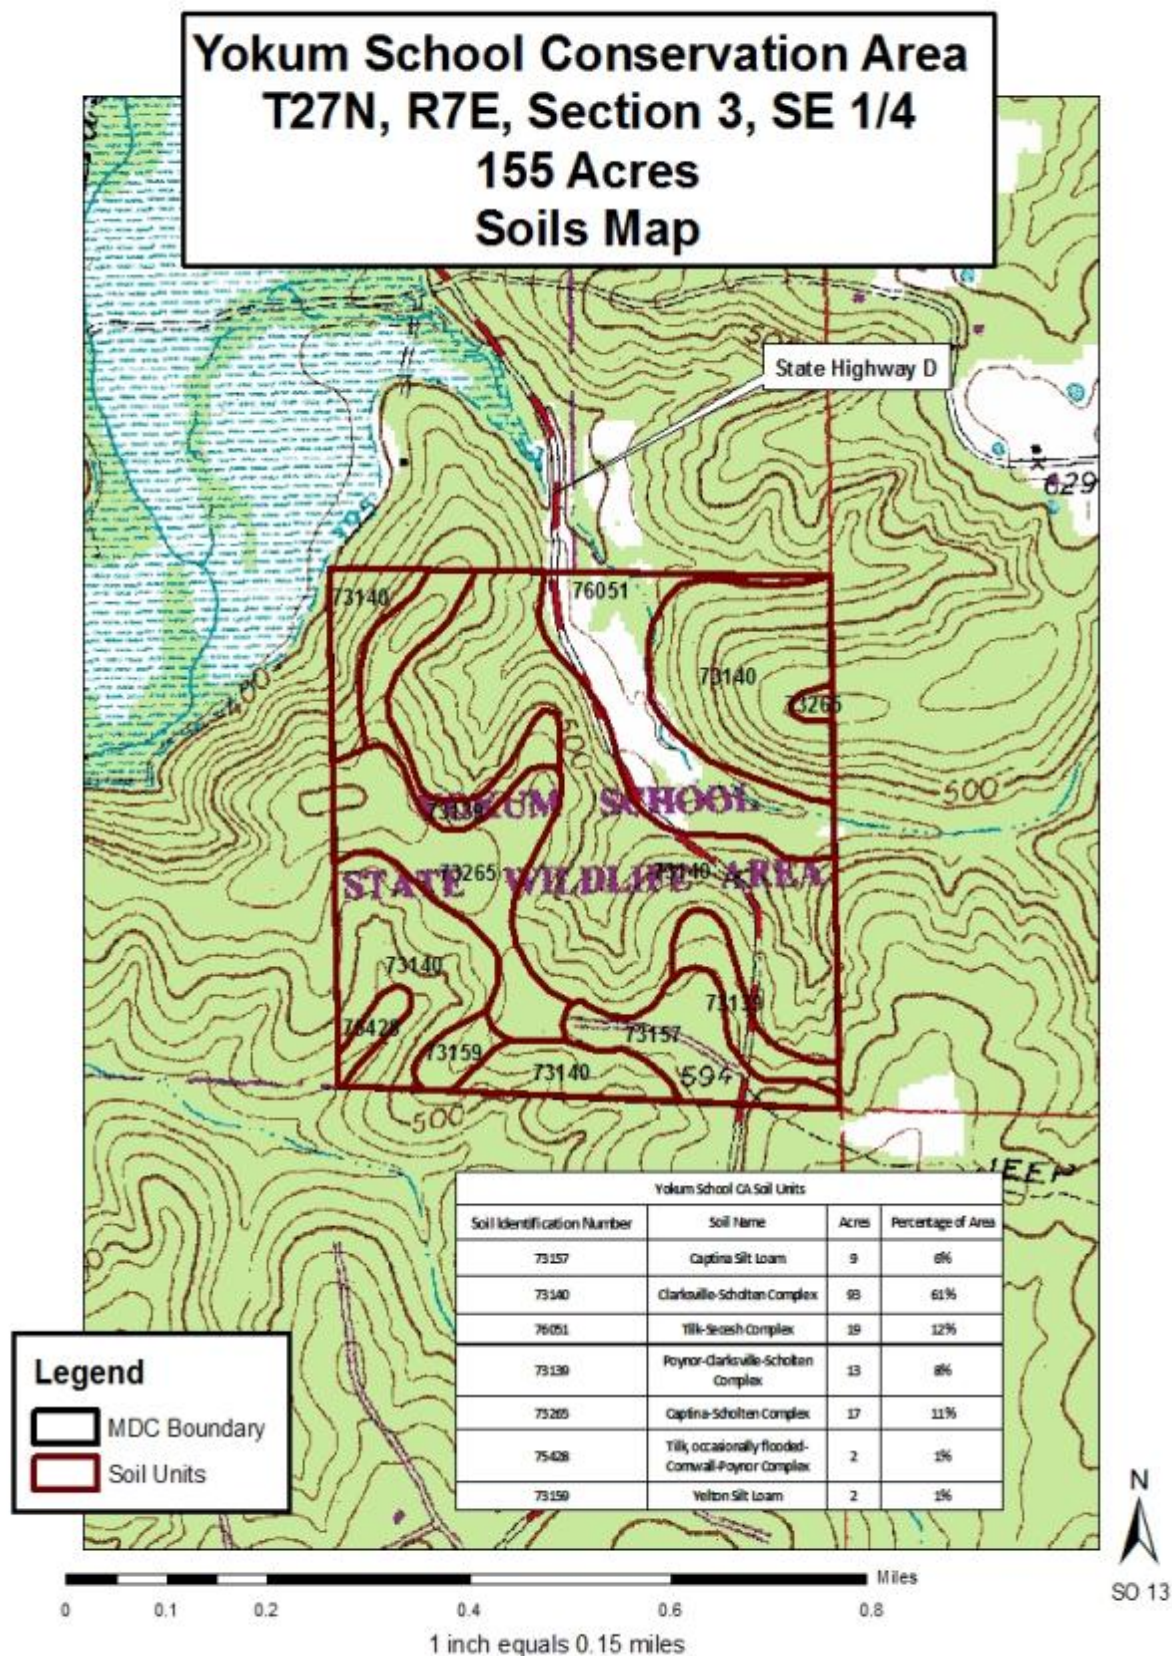 Yokum School Conservation Area
T27N, R7E, Section 3, SE 1/4
155 Acres
Soils Map
State Highway D
629
73140
76051
73140
73265
600
500
73139
SCHOOL
73265
73140
STATE WILDLIFE AREA
73140
73139
75428
73157
73159
73140
594
500
JEEP
Yokum School CA Soil Units
Soil Identification Number Soil Name Acres Percentage of Area
73157 Captina Silt Loam 9 6%
73140 Clarksville-Scholten Complex 93 61%
76051 Tilk-Secesh Complex 19 12%
73139 Poynor-Clarksville-Scholten Complex 13 8%
73265 Captina-Scholten Complex 17 11%
75428 Tilk, occasionally flooded-Cornwall-Poynor Complex 2 1%
73159 Yelton Silt Loam 2 1%
Legend
MDC Boundary
Soil Units
N
SO 13
Miles
0 0.1 0.2 0.4 0.6 0.8
1 inch equals 0.15 miles